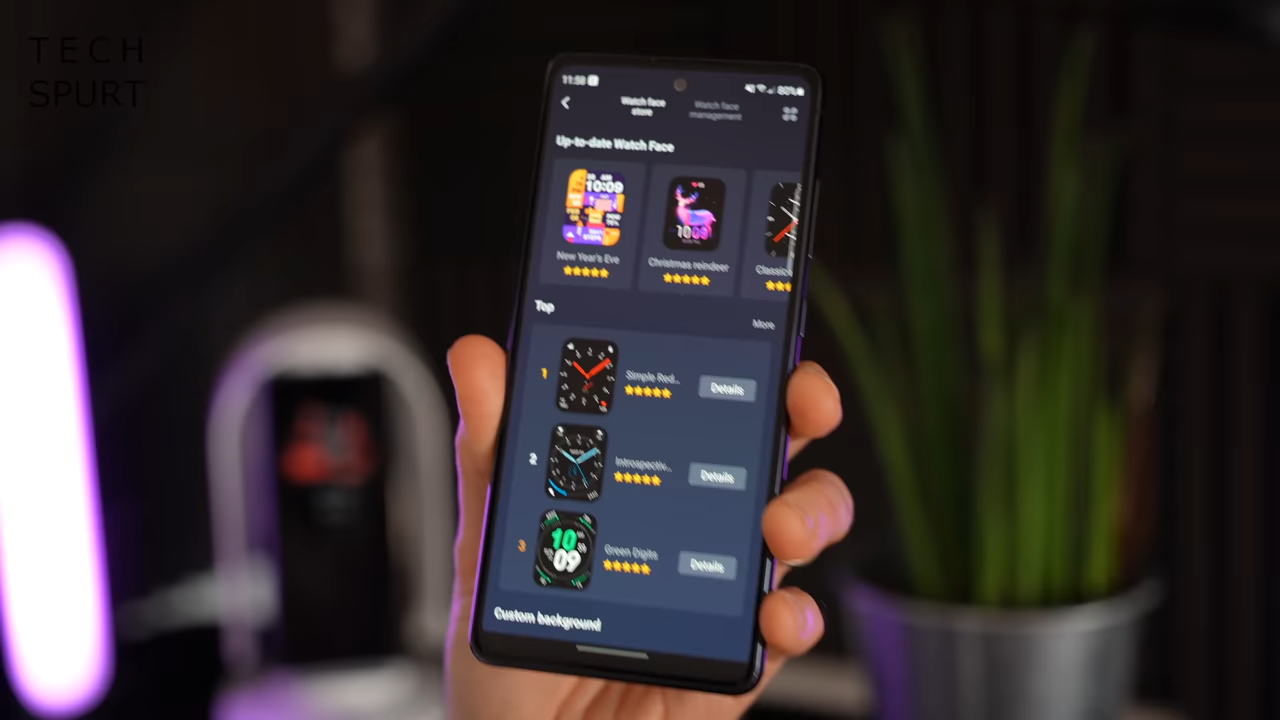 TECH
SPURT
11:58
80%
Watch face
store
Watch face
management
Up-to-date Watch Face
10:09
New Year's Eve
1009
Christmas reindeer
Classic
Top
More
1
Simple Red...
Details
2
Introspectiv...
Details
3
10
09
Green Digits
Details
Custom background